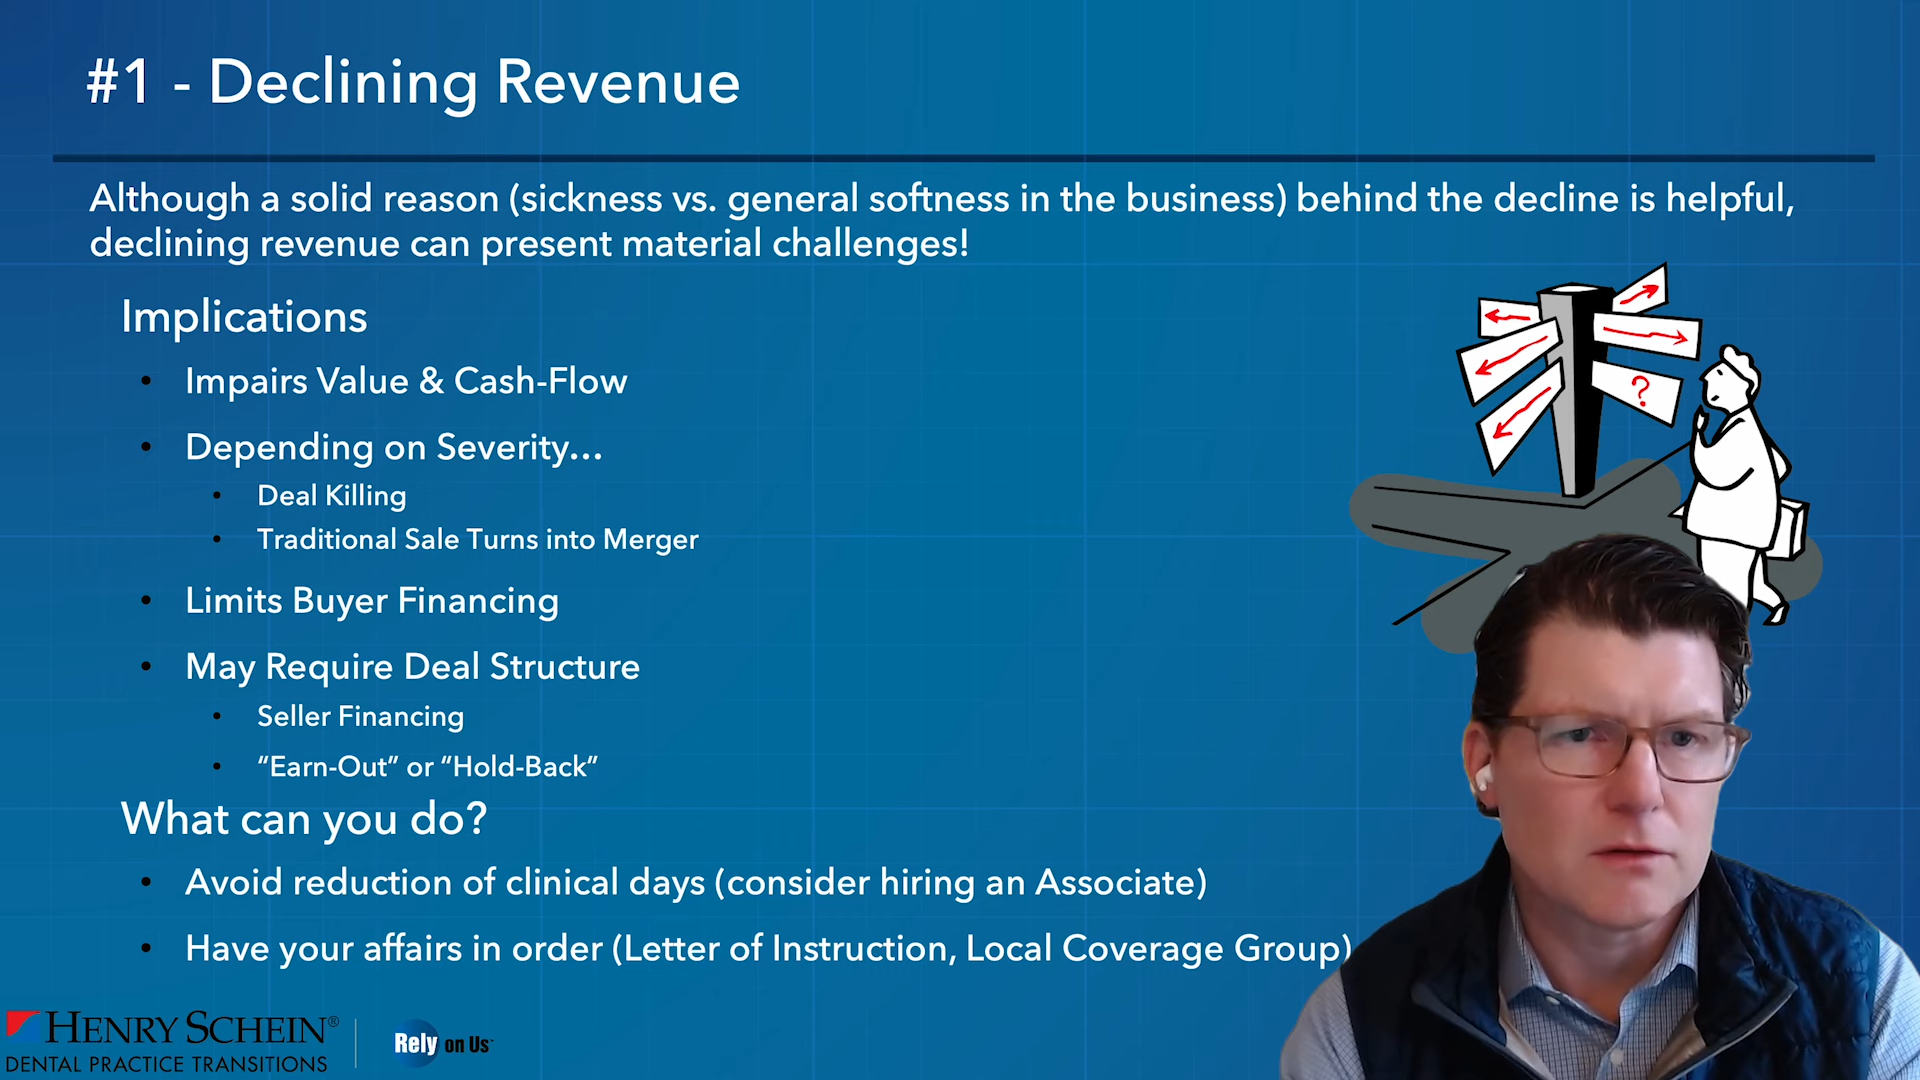 #1 - Declining Revenue
Although a solid reason (sickness vs. general softness in the business) behind the decline is helpful,
declining revenue can present material challenges!
Implications
• Impairs Value & Cash-Flow
• Depending on Severity…
• Deal Killing
• Traditional Sale Turns into Merger
• Limits Buyer Financing
• May Require Deal Structure
• Seller Financing
• “Earn-Out” or “Hold-Back”
?
What can you do?
• Avoid reduction of clinical days (consider hiring an Associate)
• Have your affairs in order (Letter of Instruction, Local Coverage Group)
HENRY SCHEIN®
DENTAL PRACTICE TRANSITIONS
Rely on Us™